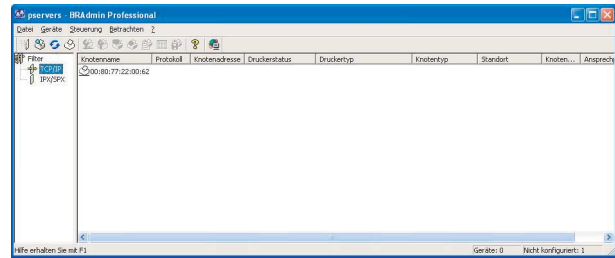 pservers - BRAdmin Professional
Datei Geräte Steuerung Betrachten ?
Filter
TCP/IP
IPX/SPX
Knotenname Protokoll Knotenadresse Druckerstatus Druckertyp Knotentyp Standort Knoten... Ansprech
00:80:77:22:00:62
Hilfe erhalten Sie mit F1 Geräte: 0 Nicht konfiguriert: 1